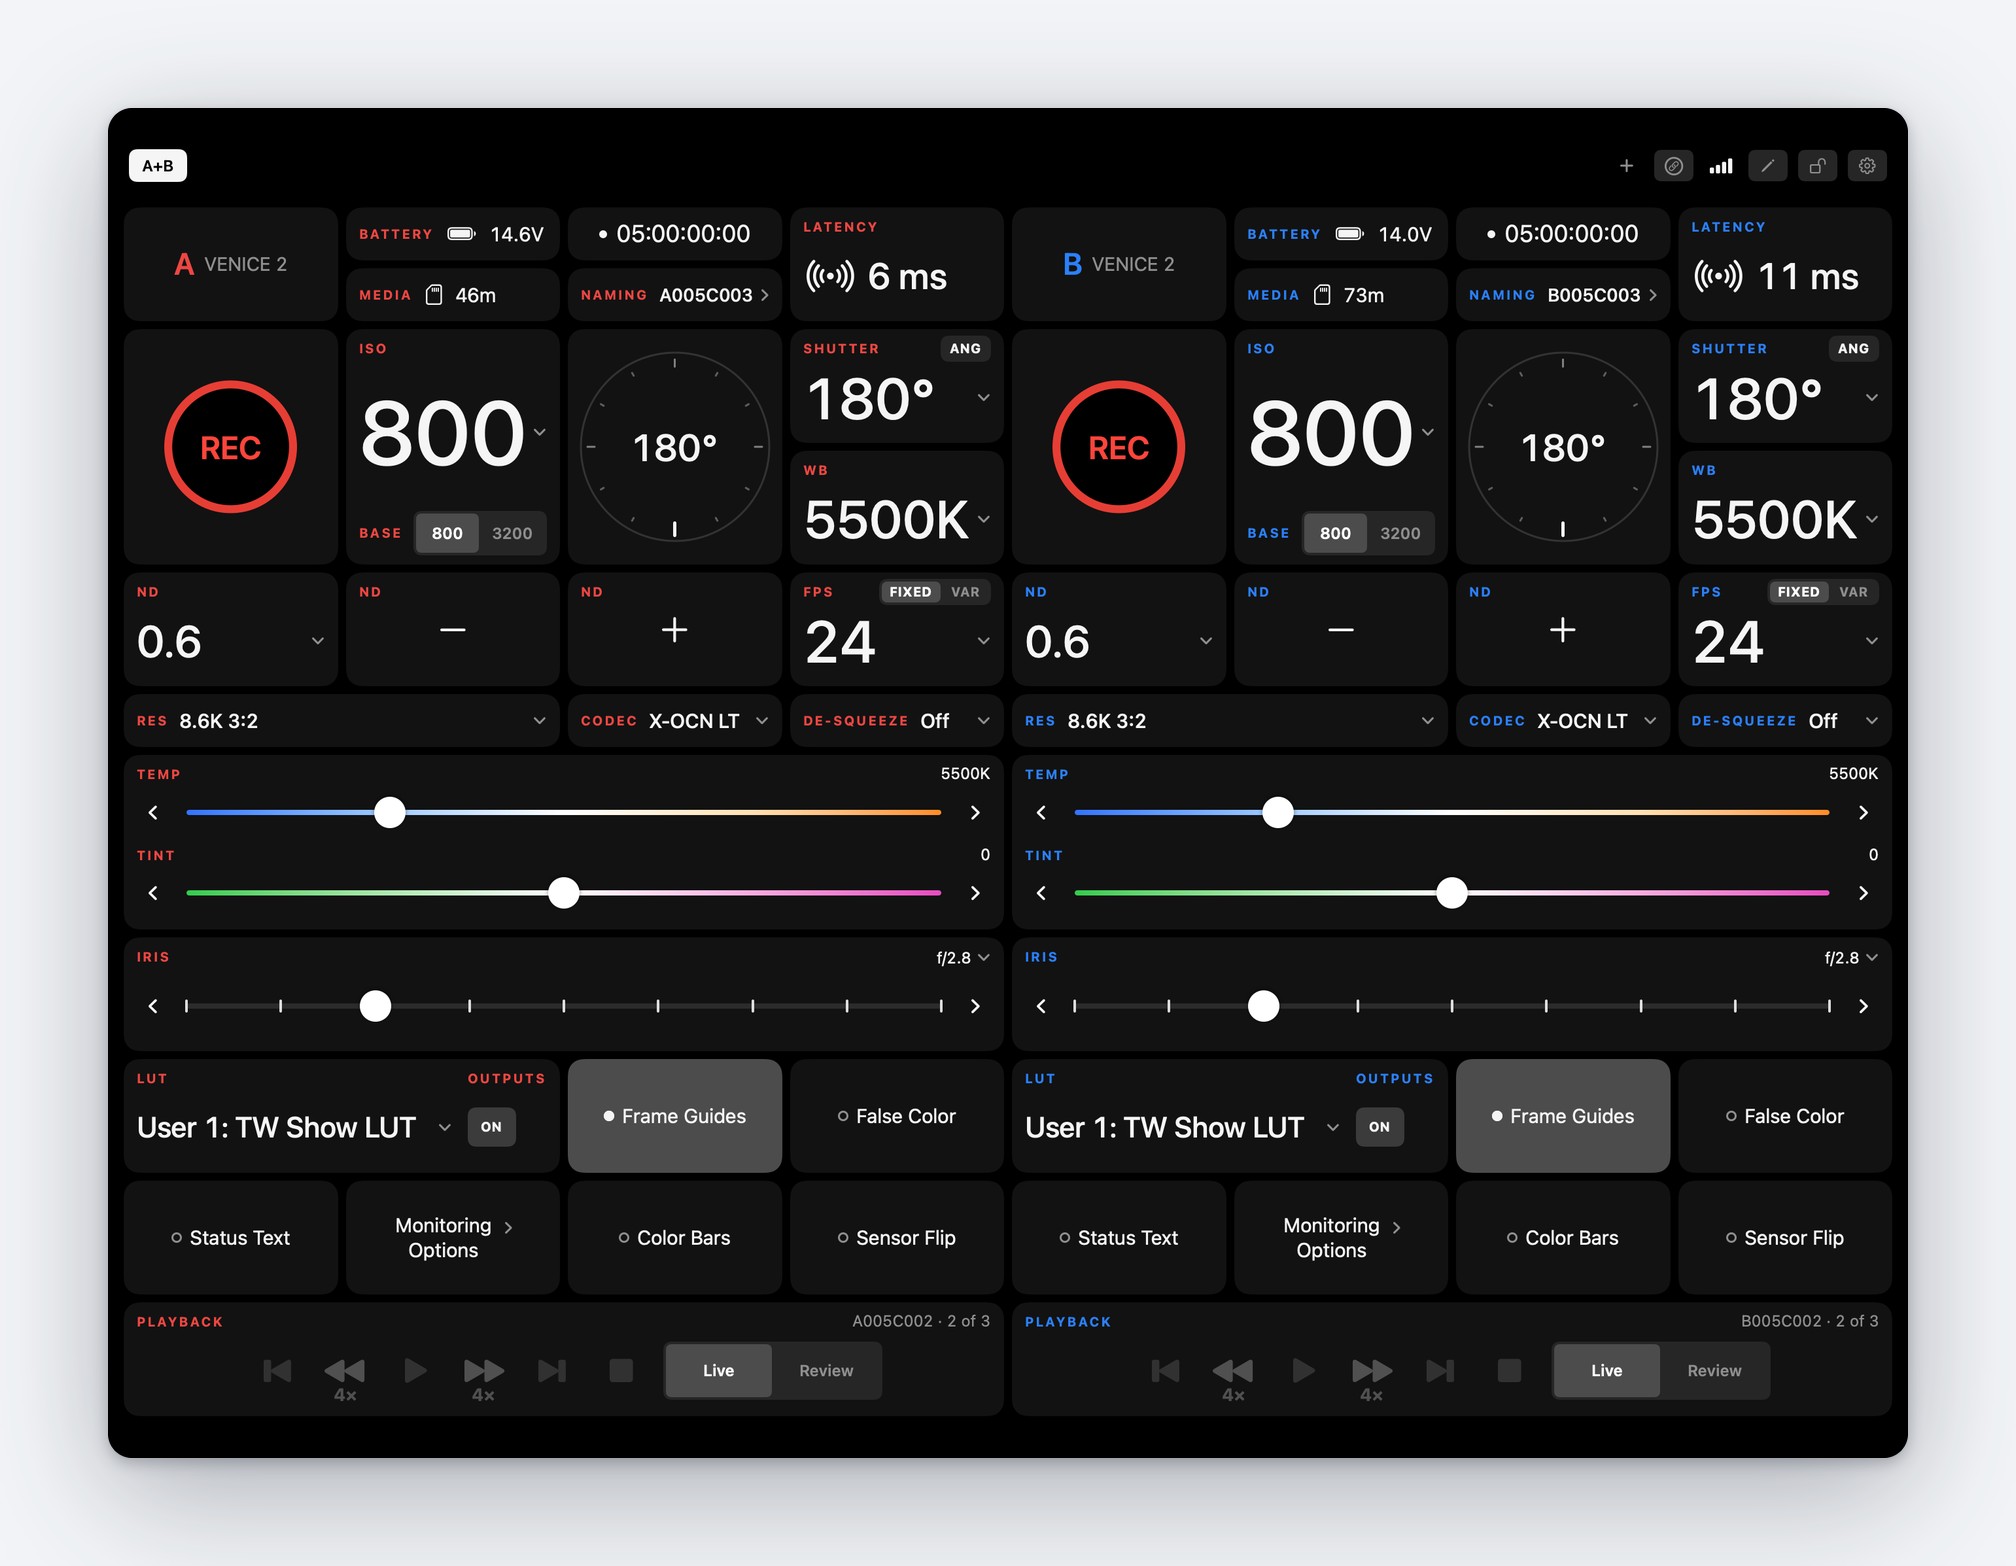 A+B
A VENICE 2
BATTERY 14.6V
05:00:00:00
LATENCY
6 ms
MEDIA 46m
NAMING A005C003
B VENICE 2
BATTERY 14.0V
05:00:00:00
LATENCY
11 ms
MEDIA 73m
NAMING B005C003
REC
ISO
800
BASE 800 3200
180°
SHUTTER ANG
180°
WB
5500K
REC
ISO
800
BASE 800 3200
180°
SHUTTER ANG
180°
WB
5500K
ND
0.6
ND
ND
FPS FIXED VAR
24
ND
0.6
ND
ND
FPS FIXED VAR
24
RES 8.6K 3:2
CODEC X-OCN LT
DE-SQUEEZE Off
RES 8.6K 3:2
CODEC X-OCN LT
DE-SQUEEZE Off
TEMP 5500K
TINT 0
TEMP 5500K
TINT 0
IRIS f/2.8
IRIS f/2.8
LUT OUTPUTS
User 1: TW Show LUT ON
Frame Guides
False Color
LUT OUTPUTS
User 1: TW Show LUT ON
Frame Guides
False Color
Status Text
Monitoring
Options
Color Bars
Sensor Flip
Status Text
Monitoring
Options
Color Bars
Sensor Flip
PLAYBACK A005C002 · 2 of 3
4x 4x
Live Review
PLAYBACK B005C002 · 2 of 3
4x 4x
Live Review